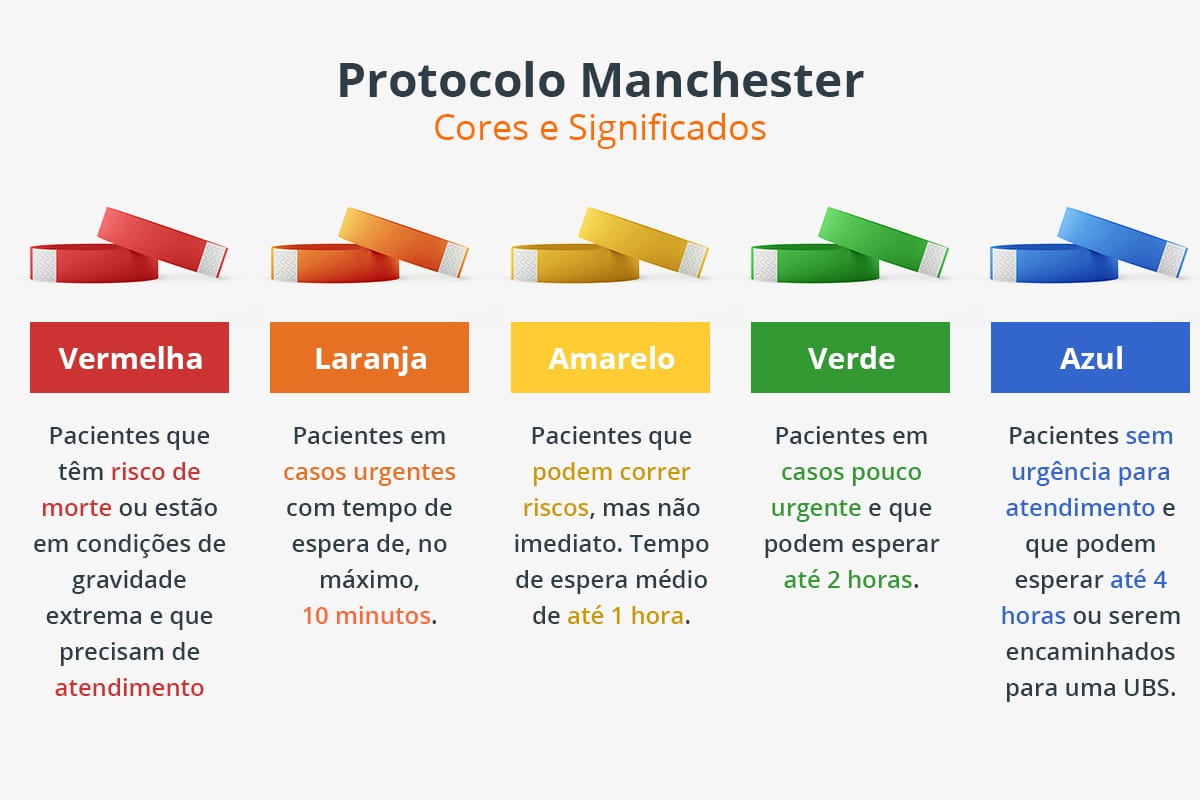 Protocolo Manchester
Cores e Significados
Vermelha
Pacientes que
têm risco de
morte ou estão
em condições de
gravidade
extrema e que
precisam de
atendimento
Laranja
Pacientes em
casos urgentes
com tempo de
espera de, no
máximo,
10 minutos.
Amarelo
Pacientes que
podem correr
riscos, mas não
imediato. Tempo
de espera médio
de até 1 hora.
Verde
Pacientes em
casos pouco
urgente e que
podem esperar
até 2 horas.
Azul
Pacientes sem
urgência para
atendimento e
que podem
esperar até 4
horas ou serem
encaminhados
para uma UBS.